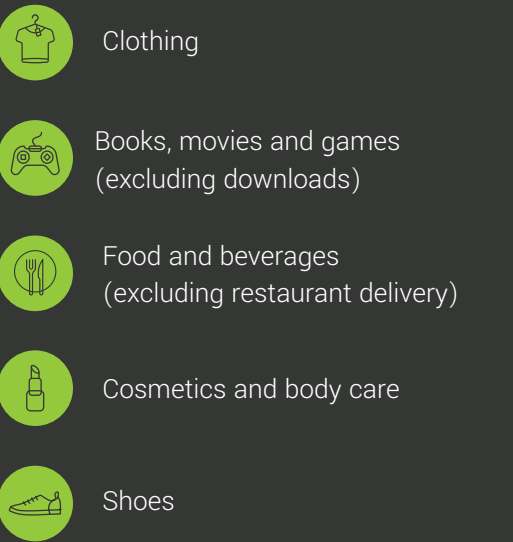 Clothing
Books, movies and games
(excluding downloads)
Food and beverages
(excluding restaurant delivery)
Cosmetics and body care
Shoes